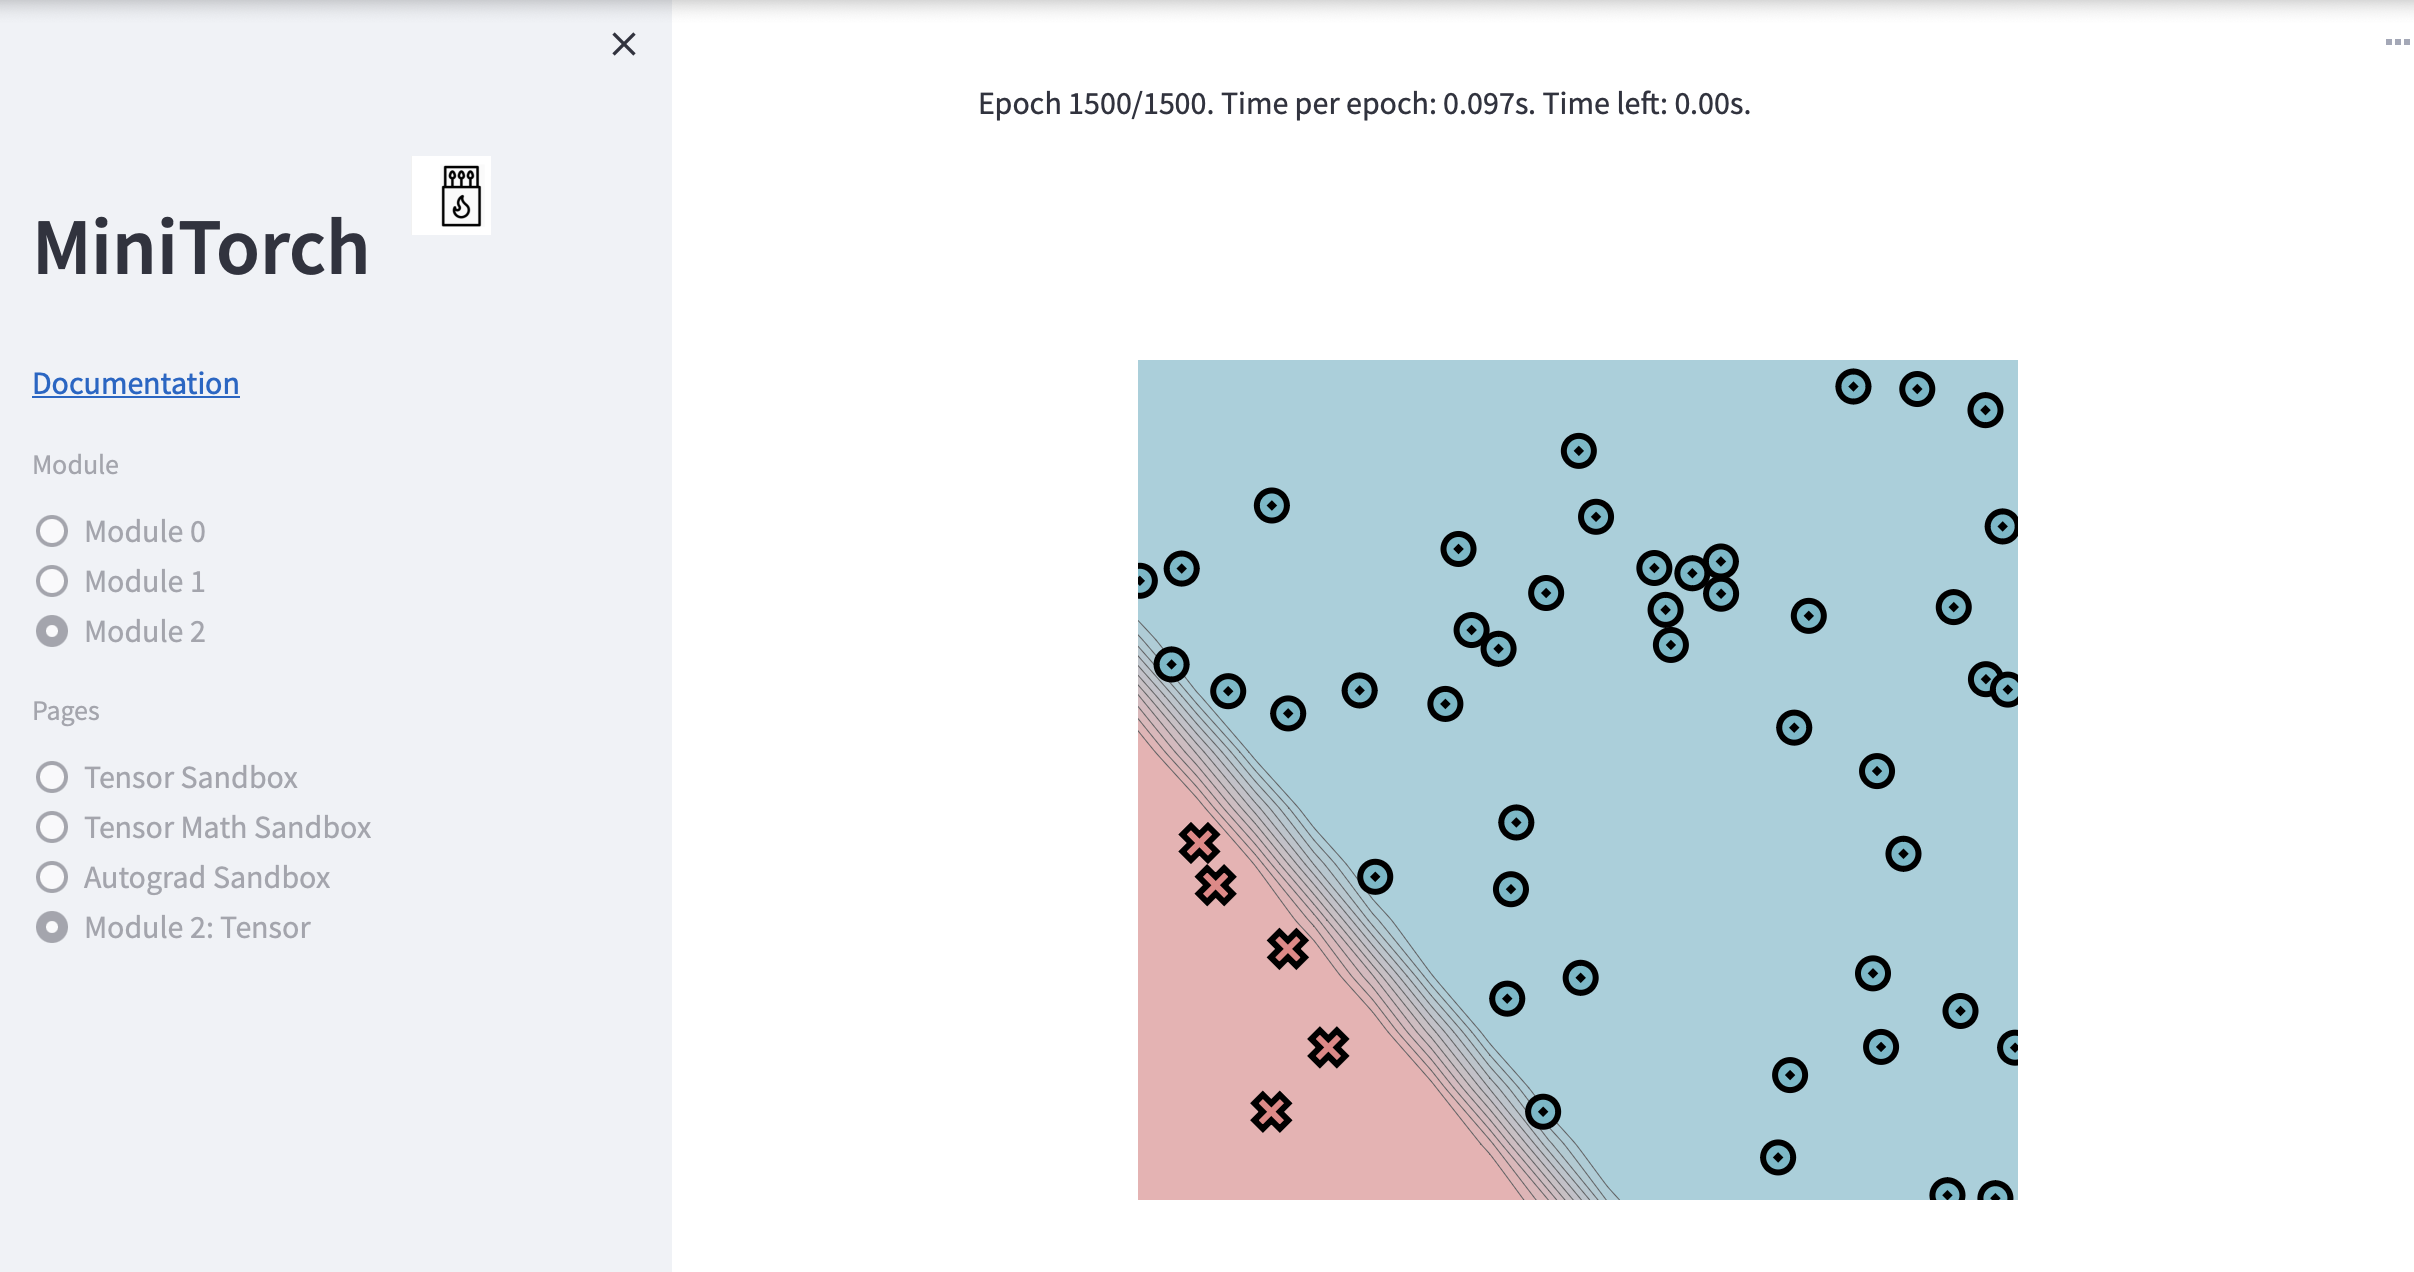 Epoch 1500/1500. Time per epoch: 0.097s. Time left: 0.00s.
MiniTorch
Documentation
Module
Module 0
Module 1
Module 2
Pages
Tensor Sandbox
Tensor Math Sandbox
Autograd Sandbox
Module 2: Tensor